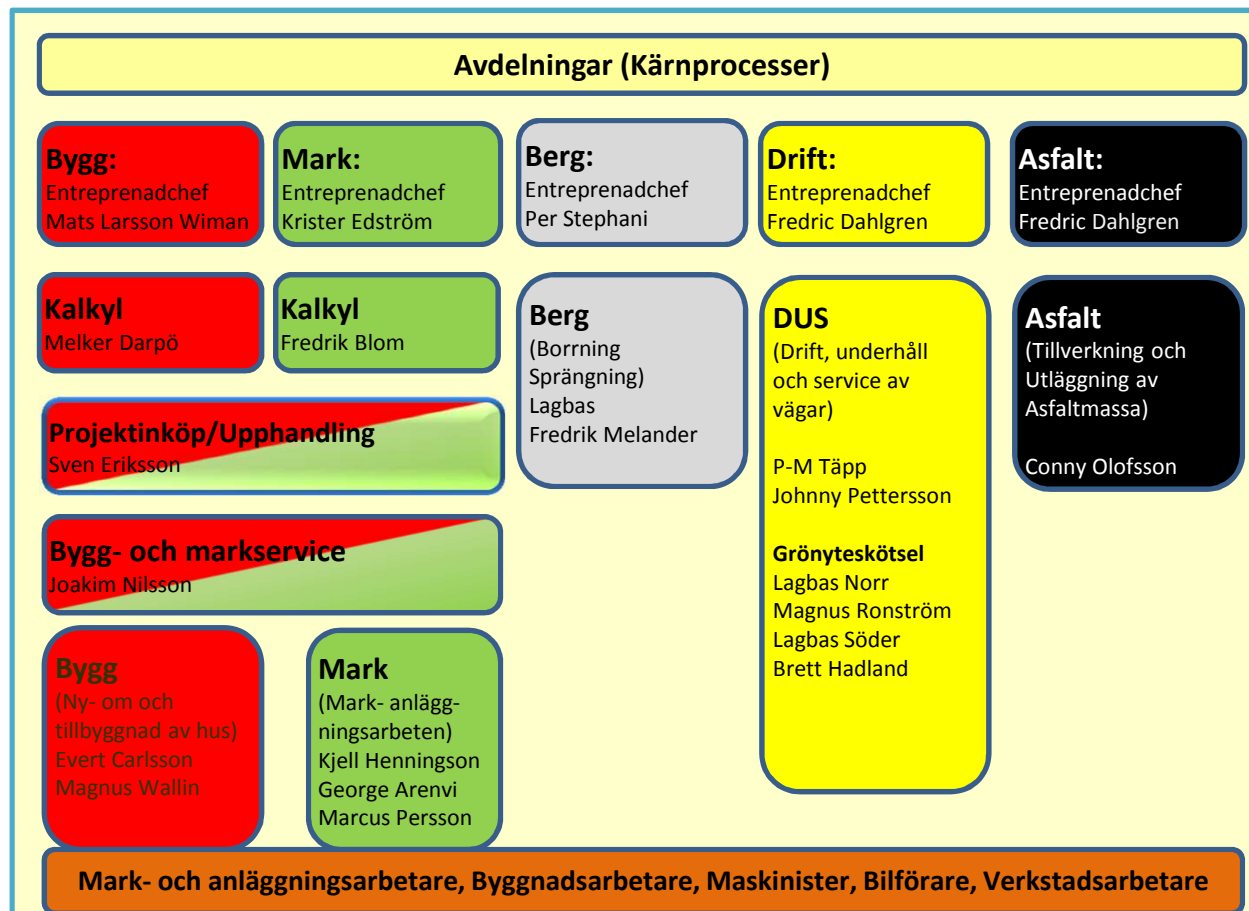 Avdelningar (Kärnprocesser)
Bygg:
Entreprenadchef
Mats Larsson Wiman
Mark:
Entreprenadchef
Krister Edström
Berg:
Entreprenadchef
Per Stephani
Drift:
Entreprenadchef
Fredric Dahlgren
Asfalt:
Entreprenadchef
Fredric Dahlgren
Kalkyl
Melker Darpö
Kalkyl
Fredrik Blom
Projektinköp/Upphandling
Sven Eriksson
Bygg- och markservice
Joakim Nilsson
Bygg
(Ny- om och
tillbyggnad av hus)
Evert Carlsson
Magnus Wallin
Mark
(Mark- anlägg-
ningsarbeten)
Kjell Henningson
George Arenvi
Marcus Persson
Berg
(Borrning
Sprängning)
Lagbas
Fredrik Melander
DUS
(Drift, underhåll
och service av
vägar)
P-M Täpp
Johnny Pettersson
Grönyteskötsel
Lagbas Norr
Magnus Ronström
Lagbas Söder
Brett Hadland
Asfalt
(Tillverkning och
Utläggning av
Asfaltmassa)
Conny Olofsson
Mark- och anläggningsarbetare, Byggnadsarbetare, Maskinister, Bilförare, Verkstadsarbetare